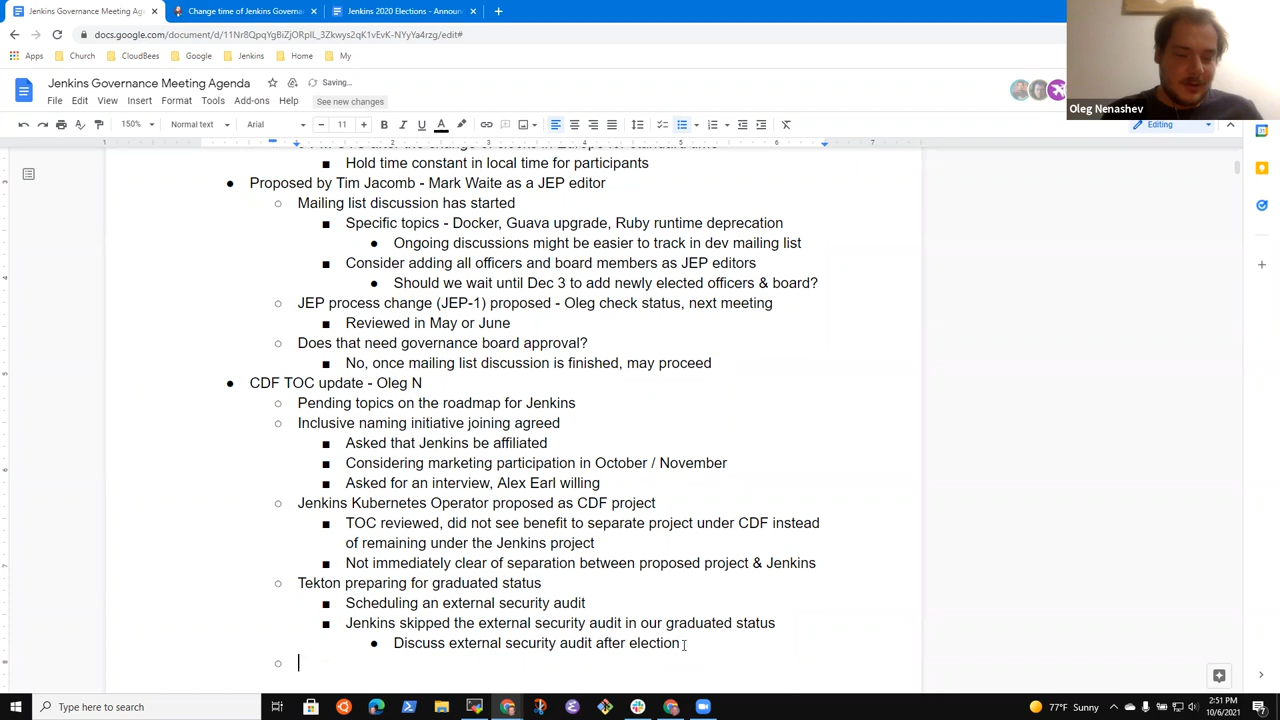 Jenkins Governance Meeting Ag
Change time of Jenkins Governa
Jenkins 2020 Elections - Announ
docs.google.com/document/d/11Nr8QpqYgBiZjORplL_3Zkwys2qK1vEvK-NYyYa4rzg/edit#
Apps Church CloudBees Google Jenkins Home My
Jenkins Governance Meeting Agenda
Saving...
File Edit View Insert Format Tools Add-ons Help See new changes
150% Normal text Arial 11 Editing
Oleg Nenashev
Hold time constant in local time for participants
Proposed by Tim Jacomb - Mark Waite as a JEP editor
Mailing list discussion has started
Specific topics - Docker, Guava upgrade, Ruby runtime deprecation
Ongoing discussions might be easier to track in dev mailing list
Consider adding all officers and board members as JEP editors
Should we wait until Dec 3 to add newly elected officers & board?
JEP process change (JEP-1) proposed - Oleg check status, next meeting
Reviewed in May or June
Does that need governance board approval?
No, once mailing list discussion is finished, may proceed
CDF TOC update - Oleg N
Pending topics on the roadmap for Jenkins
Inclusive naming initiative joining agreed
Asked that Jenkins be affiliated
Considering marketing participation in October / November
Asked for an interview, Alex Earl willing
Jenkins Kubernetes Operator proposed as CDF project
TOC reviewed, did not see benefit to separate project under CDF instead
of remaining under the Jenkins project
Not immediately clear of separation between proposed project & Jenkins
Tekton preparing for graduated status
Scheduling an external security audit
Jenkins skipped the external security audit in our graduated status
Discuss external security audit after election
Type here to search
77°F Sunny
2:51 PM
10/6/2021